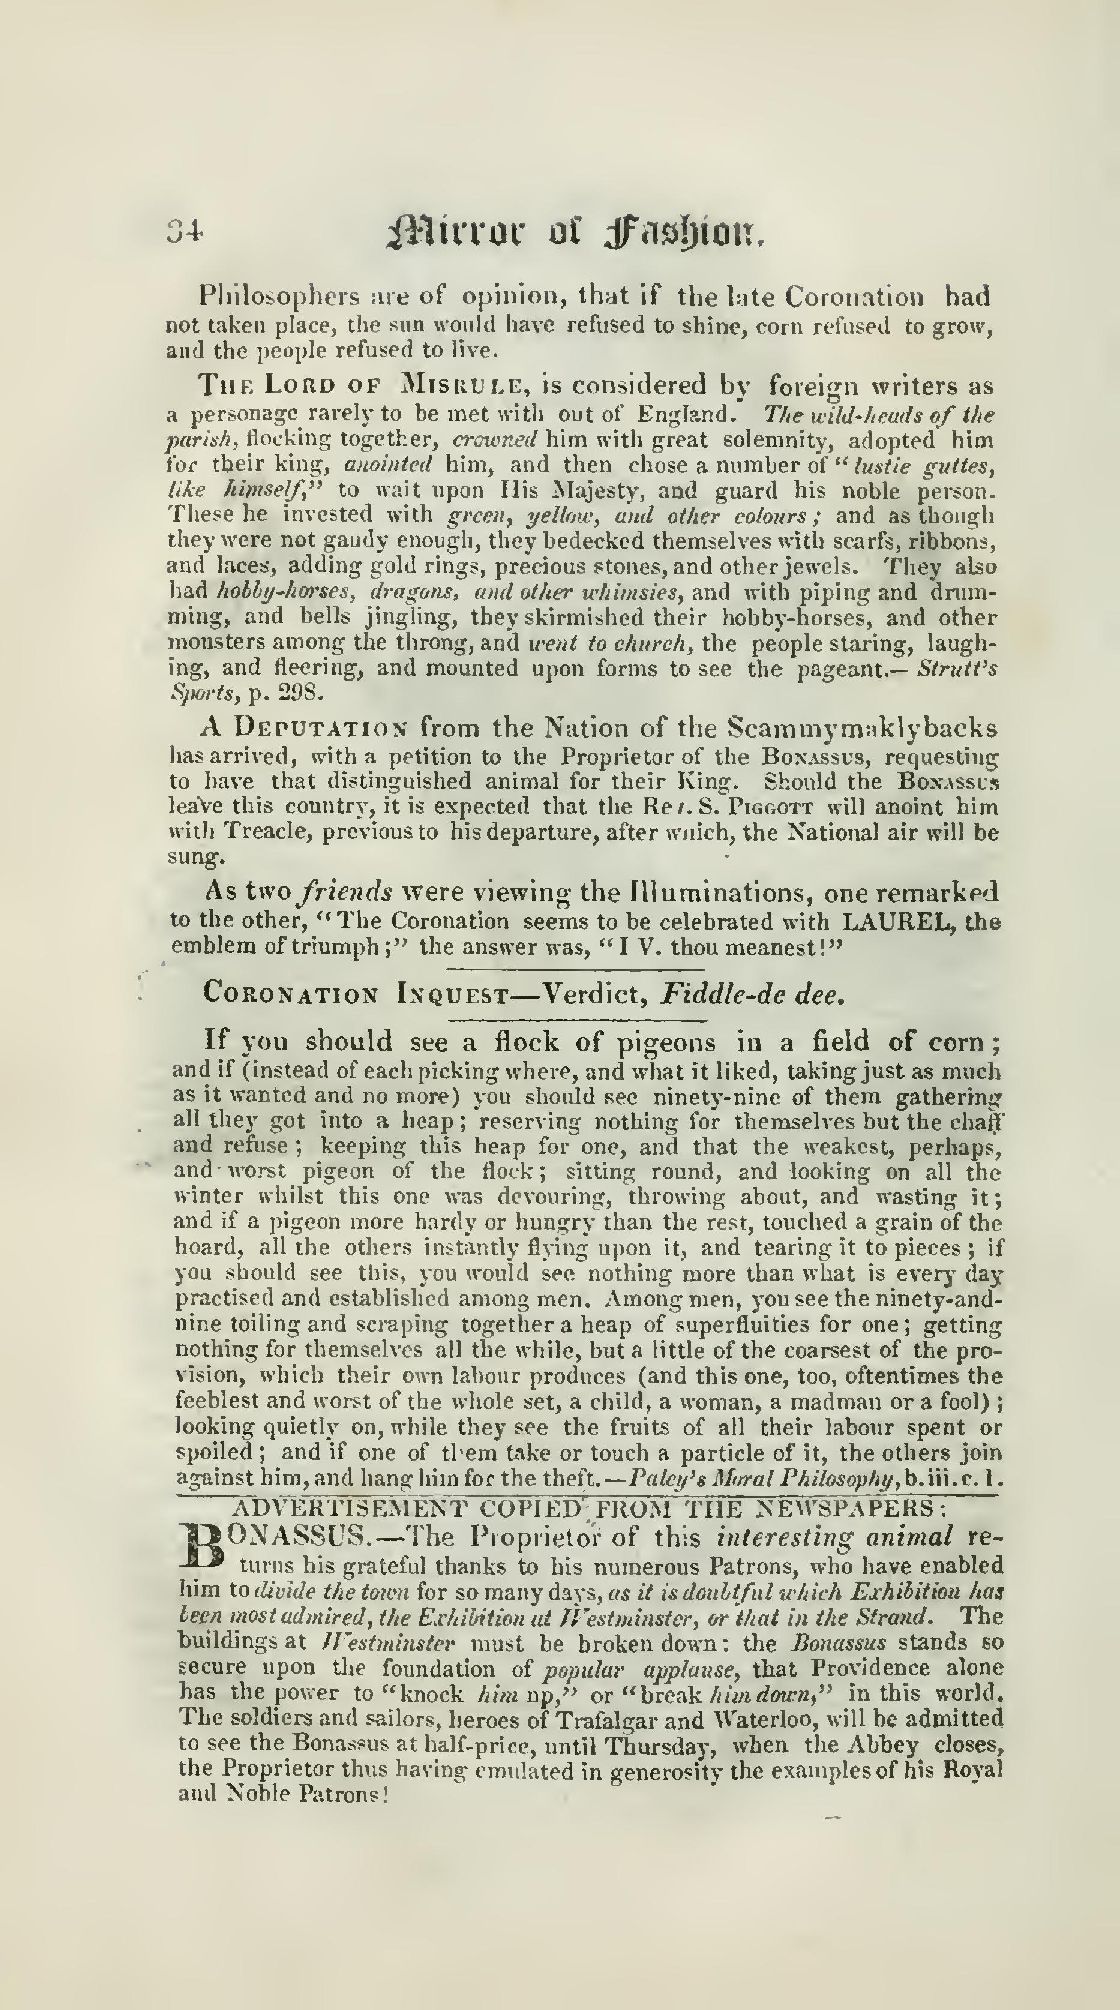 34 Mirror of Fashion.
Philosophers are of opinion, that if the late Coronation had
not taken place, the sun would have refused to shine, corn refused to grow,
and the people refused to live.
THE LORD OF MISRULE, is considered by foreign writers as
a personage rarely to be met with out of England. The wild-heads of the
parish, flocking together, crowned him with great solemnity, adopted him
for their king, anointed him, and then chose a number of "lustie guttes,
like himself," to wait upon His Majesty, and guard his noble person.
These he invested with green, yellow, and other colours; and as though
they were not gaudy enough, they bedecked themselves with scarfs, ribbons,
and laces, adding gold rings, precious stones, and other jewels. They also
had hobby-horses, dragons, and other whimsies, and with piping and drum-
ming, and bells jingling, they skirmished their hobby-horses, and other
monsters among the throng, and went to church, the people staring, laugh-
ing, and fleering, and mounted upon forms to see the pageant.—Strutt's
Sports, p. 298.
A DEPUTATION from the Nation of the Scammymaklybacks
has arrived, with a petition to the Proprietor of the BONASSUS, requesting
to have that distinguished animal for their King. Should the BONASSUS
leave this country, it is expected that the Rev. S. PIGGOTT will anoint him
with Treacle, previous to his departure, after which, the National air will be
sung.
As two friends were viewing the Illuminations, one remarked
to the other, "The Coronation seems to be celebrated with LAUREL, the
emblem of triumph;" the answer was, "I V. thou meanest!"
CORONATION INQUEST—Verdict, Fiddle-de dee.
If you should see a flock of pigeons in a field of corn;
and if (instead of each picking where, and what it liked, taking just as much
as it wanted and no more) you should see ninety-nine of them gathering
all they got into a heap; reserving nothing for themselves but the chaff
and refuse; keeping this heap for one, and that the weakest, perhaps,
and worst pigeon of the flock; sitting round, and looking on all the
winter whilst this one was devouring, throwing about, and wasting it;
and if a pigeon more hardy or hungry than the rest, touched a grain of the
hoard, all the others instantly flying upon it, and tearing it to pieces; if
you should see this, you would see nothing more than what is every day
practised and established among men. Among men, you see the ninety-and-
nine toiling and scraping together a heap of superfluities for one; getting
nothing for themselves all the while, but a little of the coarsest of the pro-
vision, which their own labour produces (and this one, too, oftentimes the
feeblest and worst of the whole set, a child, a woman, a madman or a fool);
looking quietly on, while they see the fruits of all their labour spent or
spoiled; and if one of them take or touch a particle of it, the others join
against him, and hang him for the theft.—Paley's Moral Philosophy, b. iii. c. 1.
ADVERTISEMENT COPIED FROM THE NEWSPAPERS:
BONASSUS.—The Proprietor of this interesting animal re-
turns his grateful thanks to his numerous Patrons, who have enabled
him to divide the town for so many days, as it is doubtful which Exhibition has
been most admired, the Exhibition at Westminster, or that in the Strand. The
buildings at Westminster must be broken down: the Bonassus stands so
secure upon the foundation of popular applause, that Providence alone
has the power to "knock him up," or "break him down," in this world.
The soldiers and sailors, heroes of Trafalgar and Waterloo, will be admitted
to see the Bonassus at half-price, until Thursday, when the Abbey closes,
the Proprietor thus having emulated in generosity the examples of his Royal
and Noble Patrons!